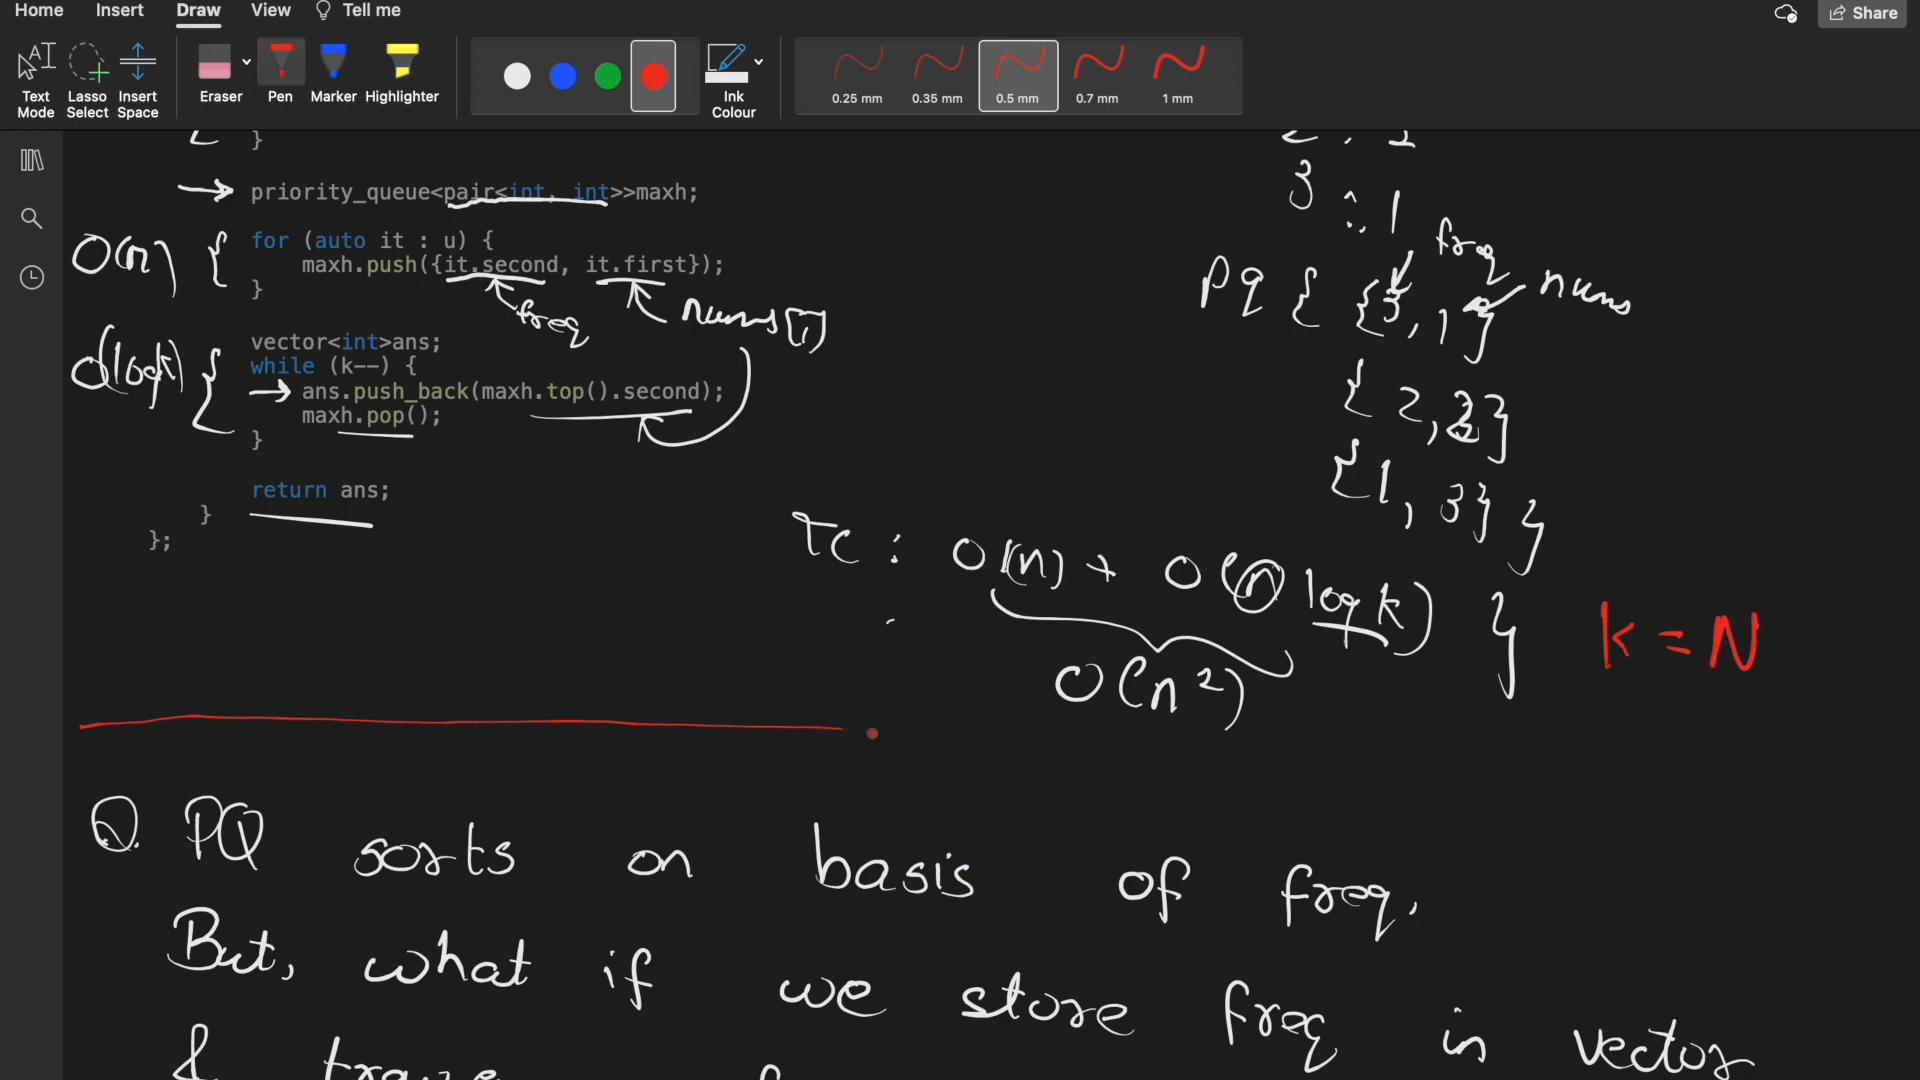 Home Insert Draw View Tell me Share
Text Mode Lasso Select Insert Space Eraser Pen Marker Highlighter Ink Colour 0.25 mm 0.35 mm 0.5 mm 0.7 mm 1 mm
}
priority_queue<pair<int, int>>maxh;
3 : 1
O(n) { for (auto it : u) {
maxh.push({it.second, it.first});
}
freq nums[i]
freq
PQ { {3, 1} nums
vector<int>ans;
O(logk) { while (k--) {
ans.push_back(maxh.top().second);
maxh.pop();
}
{ 2, 2}
{1, 3} }
return ans;
}
};
TC : O(n) + O(n logk) } k = N
O(n²)
Q. PQ sorts on basis of freq.
But, what if we store freq in vector
&